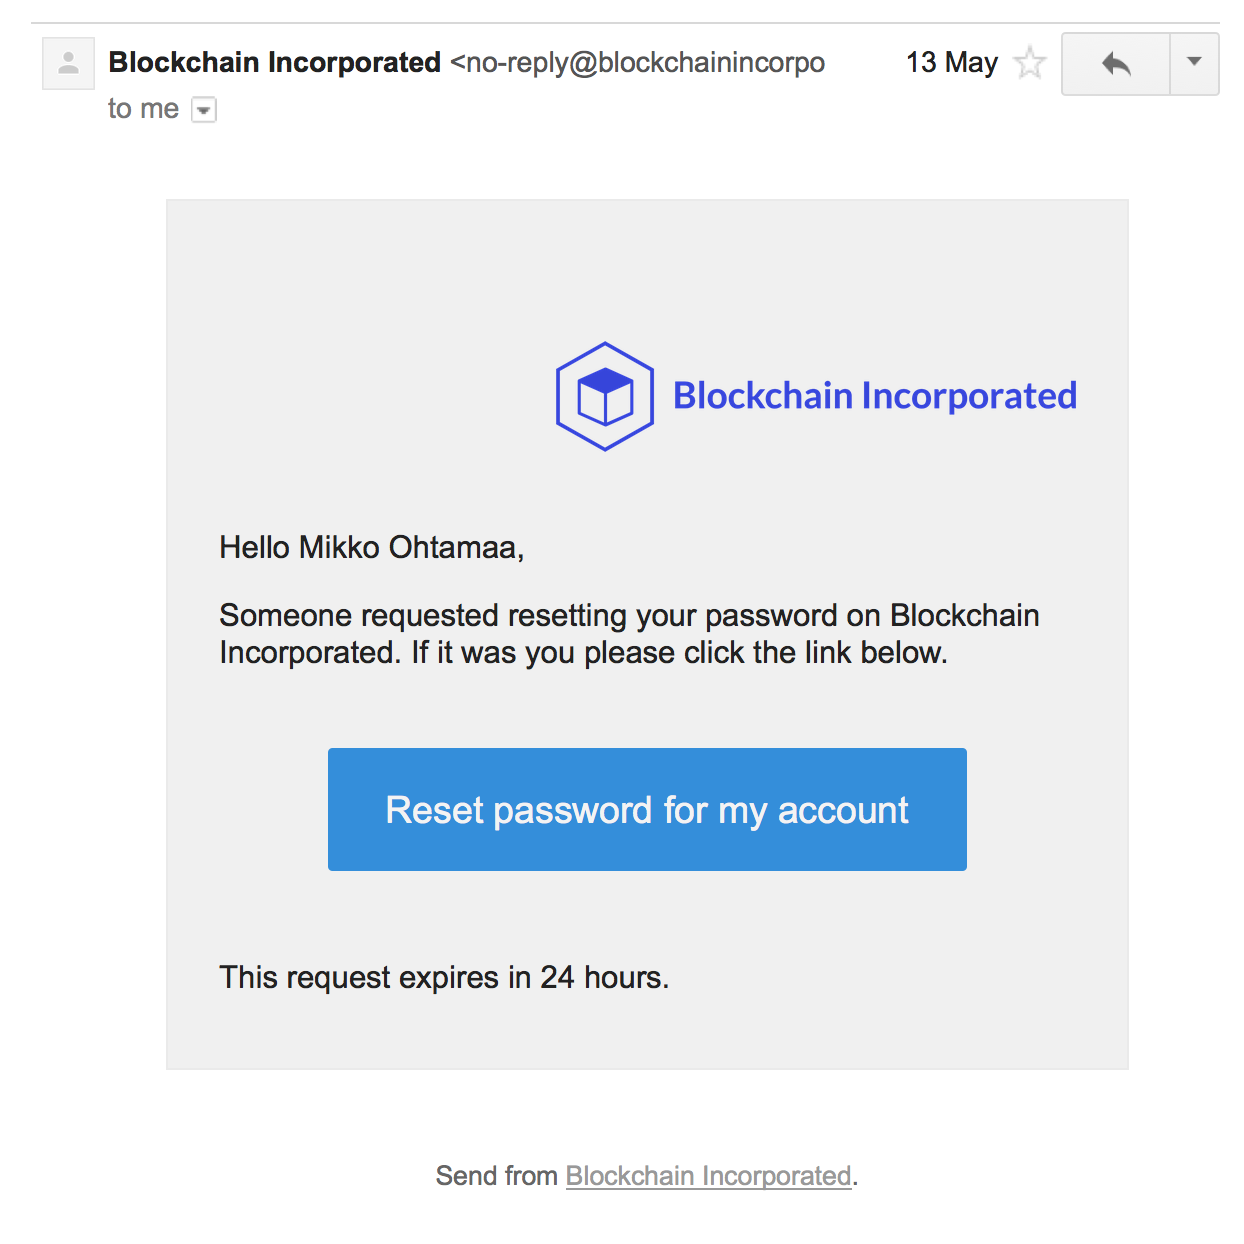 Blockchain Incorporated <no-reply@blockchainincorpo 13 May
to me
Blockchain Incorporated
Hello Mikko Ohtamaa,
Someone requested resetting your password on Blockchain
Incorporated. If it was you please click the link below.
Reset password for my account
This request expires in 24 hours.
Send from Blockchain Incorporated.